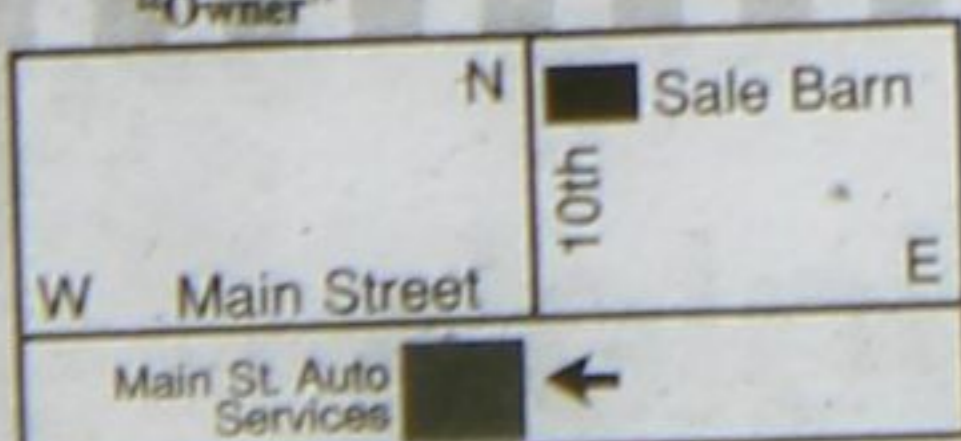 "Owner"
N
Sale Barn
10th
E
W Main Street
Main St. Auto
Services